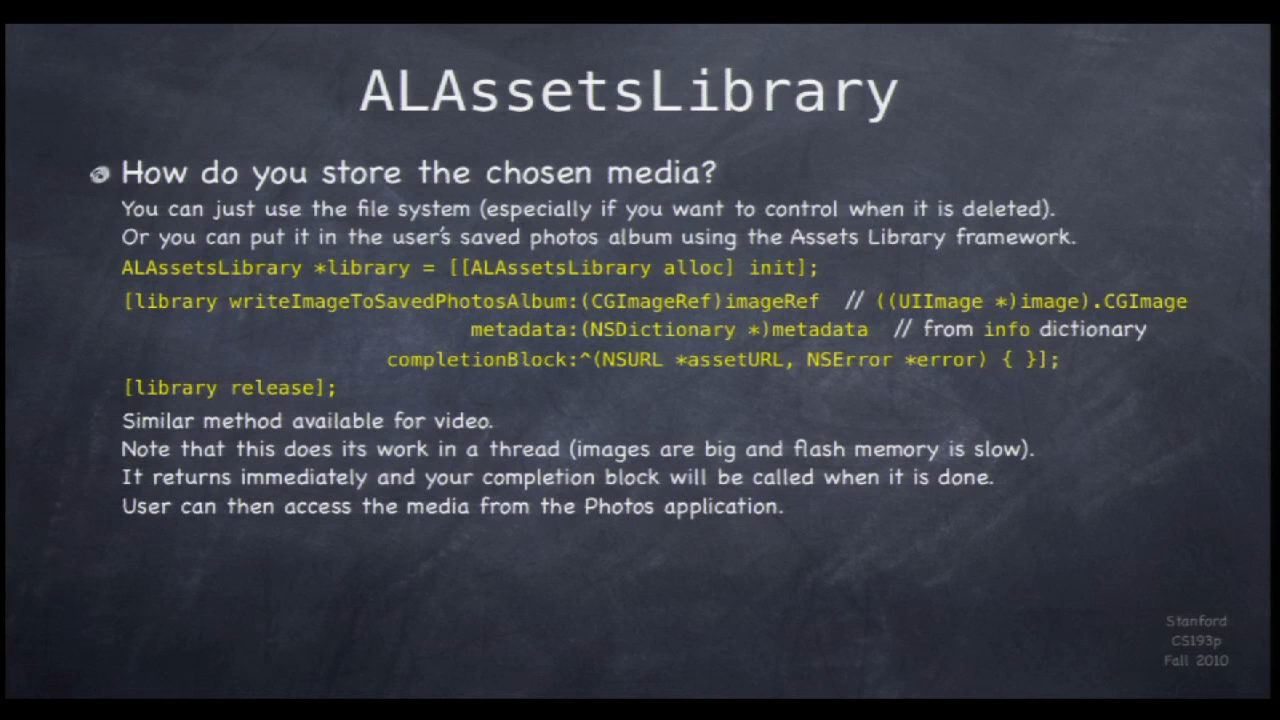 ALAssetsLibrary
How do you store the chosen media?
You can just use the file system (especially if you want to control when it is deleted).
Or you can put it in the user's saved photos album using the Assets Library framework.
ALAssetsLibrary *library = [[ALAssetsLibrary alloc] init];
[library writeImageToSavedPhotosAlbum:(CGImageRef)imageRef // ((UIImage *)image).CGImage
metadata:(NSDictionary *)metadata // from info dictionary
completionBlock:^(NSURL *assetURL, NSError *error) { }];
[library release];
Similar method available for video.
Note that this does its work in a thread (images are big and flash memory is slow).
It returns immediately and your completion block will be called when it is done.
User can then access the media from the Photos application.
Stanford
CS193p
Fall 2010